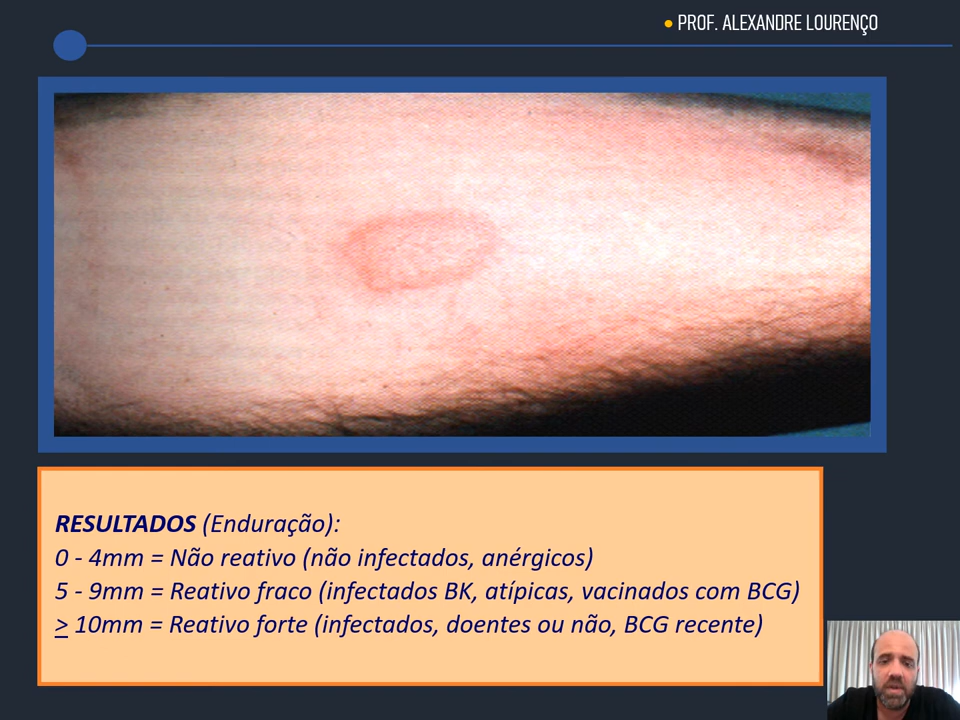 PROF. ALEXANDRE LOURENÇO
RESULTADOS (Enduração):
0 - 4mm = Não reativo (não infectados, anérgicos)
5 - 9mm = Reativo fraco (infectados BK, atípicas, vacinados com BCG)
> 10mm = Reativo forte (infectados, doentes ou não, BCG recente)